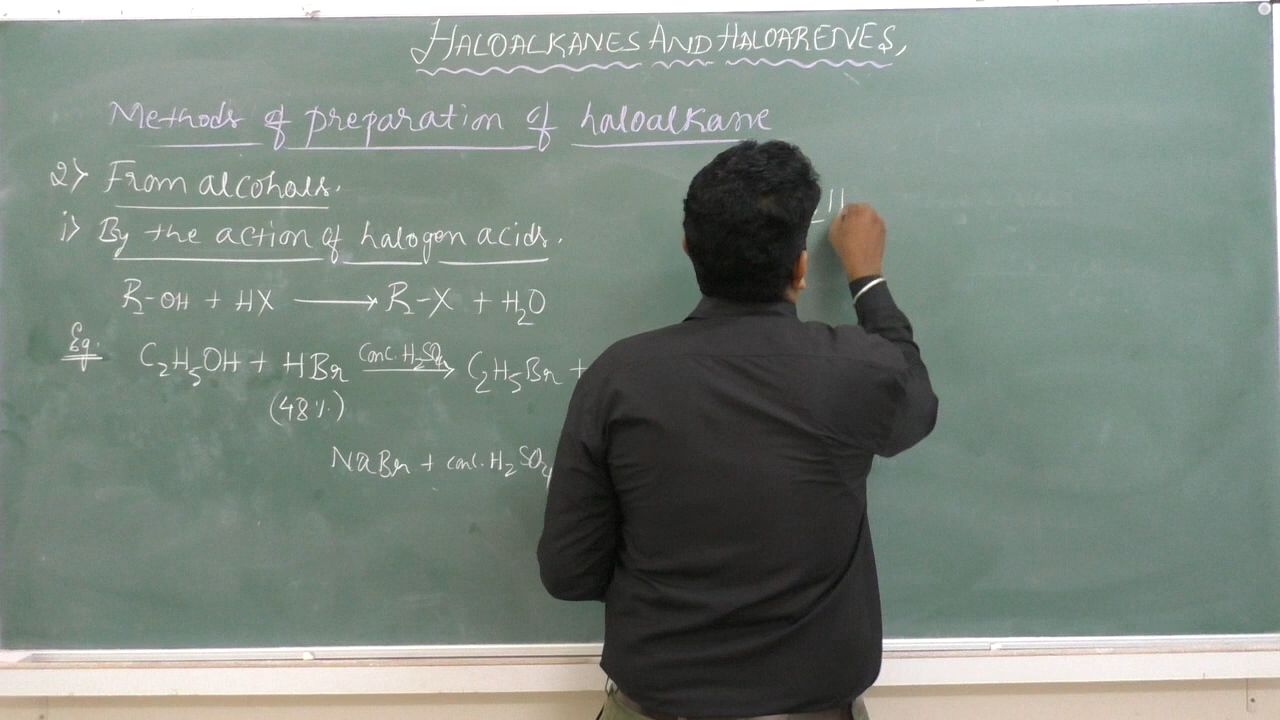 HALOALKANES AND HALOARENES,
Methods of preparation of haloalkane
2) From alcohols.
i) By the action of halogen acids.
R-OH + HX ⟶ R-X + H₂O
Eg. C₂H₅OH + HBr —Conc. H₂SO₄→ C₂H₅Br +
(48%)
NaBr + conc. H₂SO₄